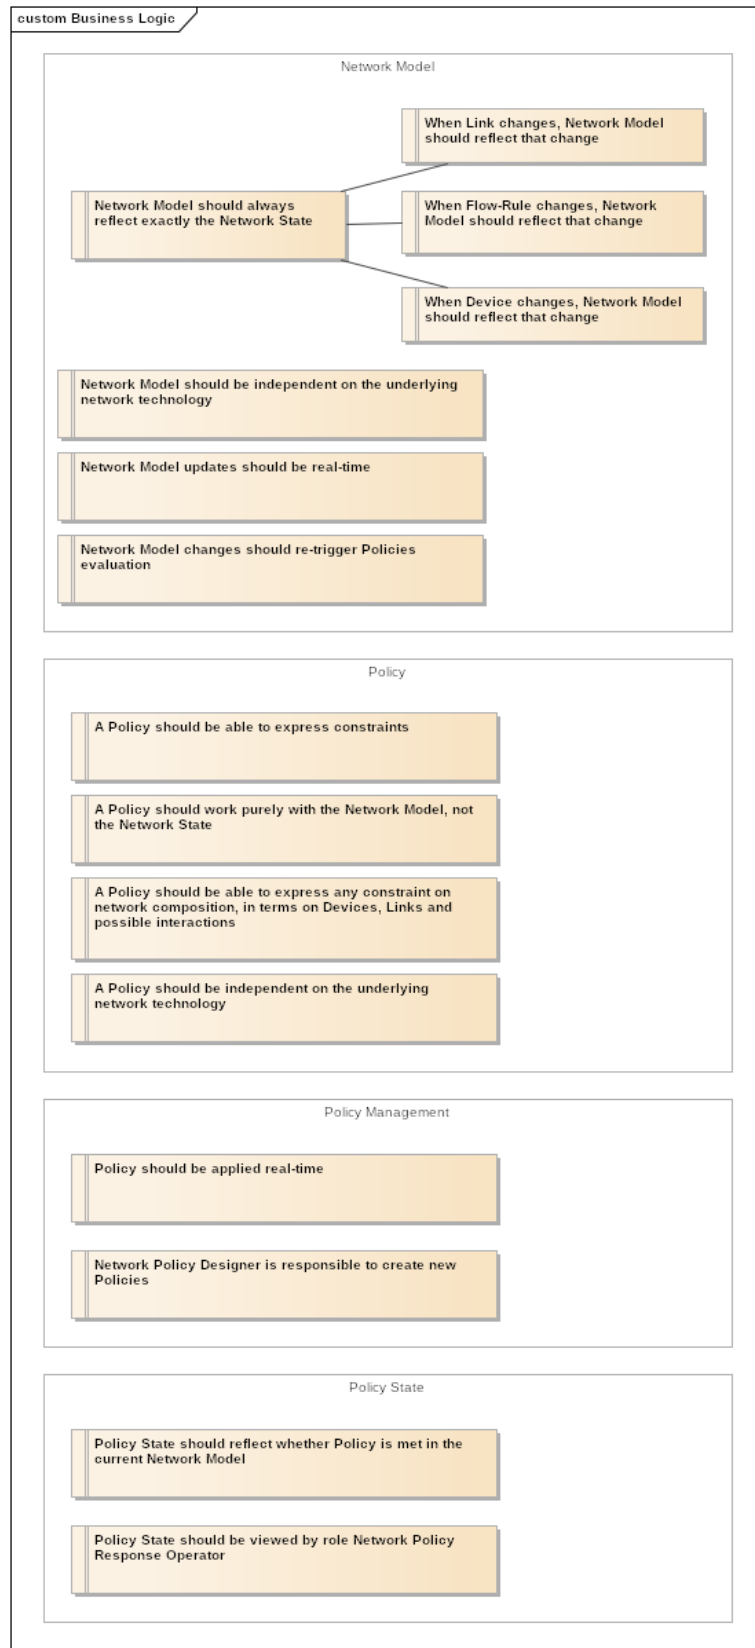 custom Business Logic
Network Model
When Link changes, Network Model
should reflect that change
Network Model should always
reflect exactly the Network State
When Flow-Rule changes, Network
Model should reflect that change
When Device changes, Network Model
should reflect that change
Network Model should be independent on the underlying
network technology
Network Model updates should be real-time
Network Model changes should re-trigger Policies
evaluation
Policy
A Policy should be able to express constraints
A Policy should work purely with the Network Model, not
the Network State
A Policy should be able to express any constraint on
network composition, in terms on Devices, Links and
possible interactions
A Policy should be independent on the underlying
network technology
Policy Management
Policy should be applied real-time
Network Policy Designer is responsible to create new
Policies
Policy State
Policy State should reflect whether Policy is met in the
current Network Model
Policy State should be viewed by role Network Policy
Response Operator